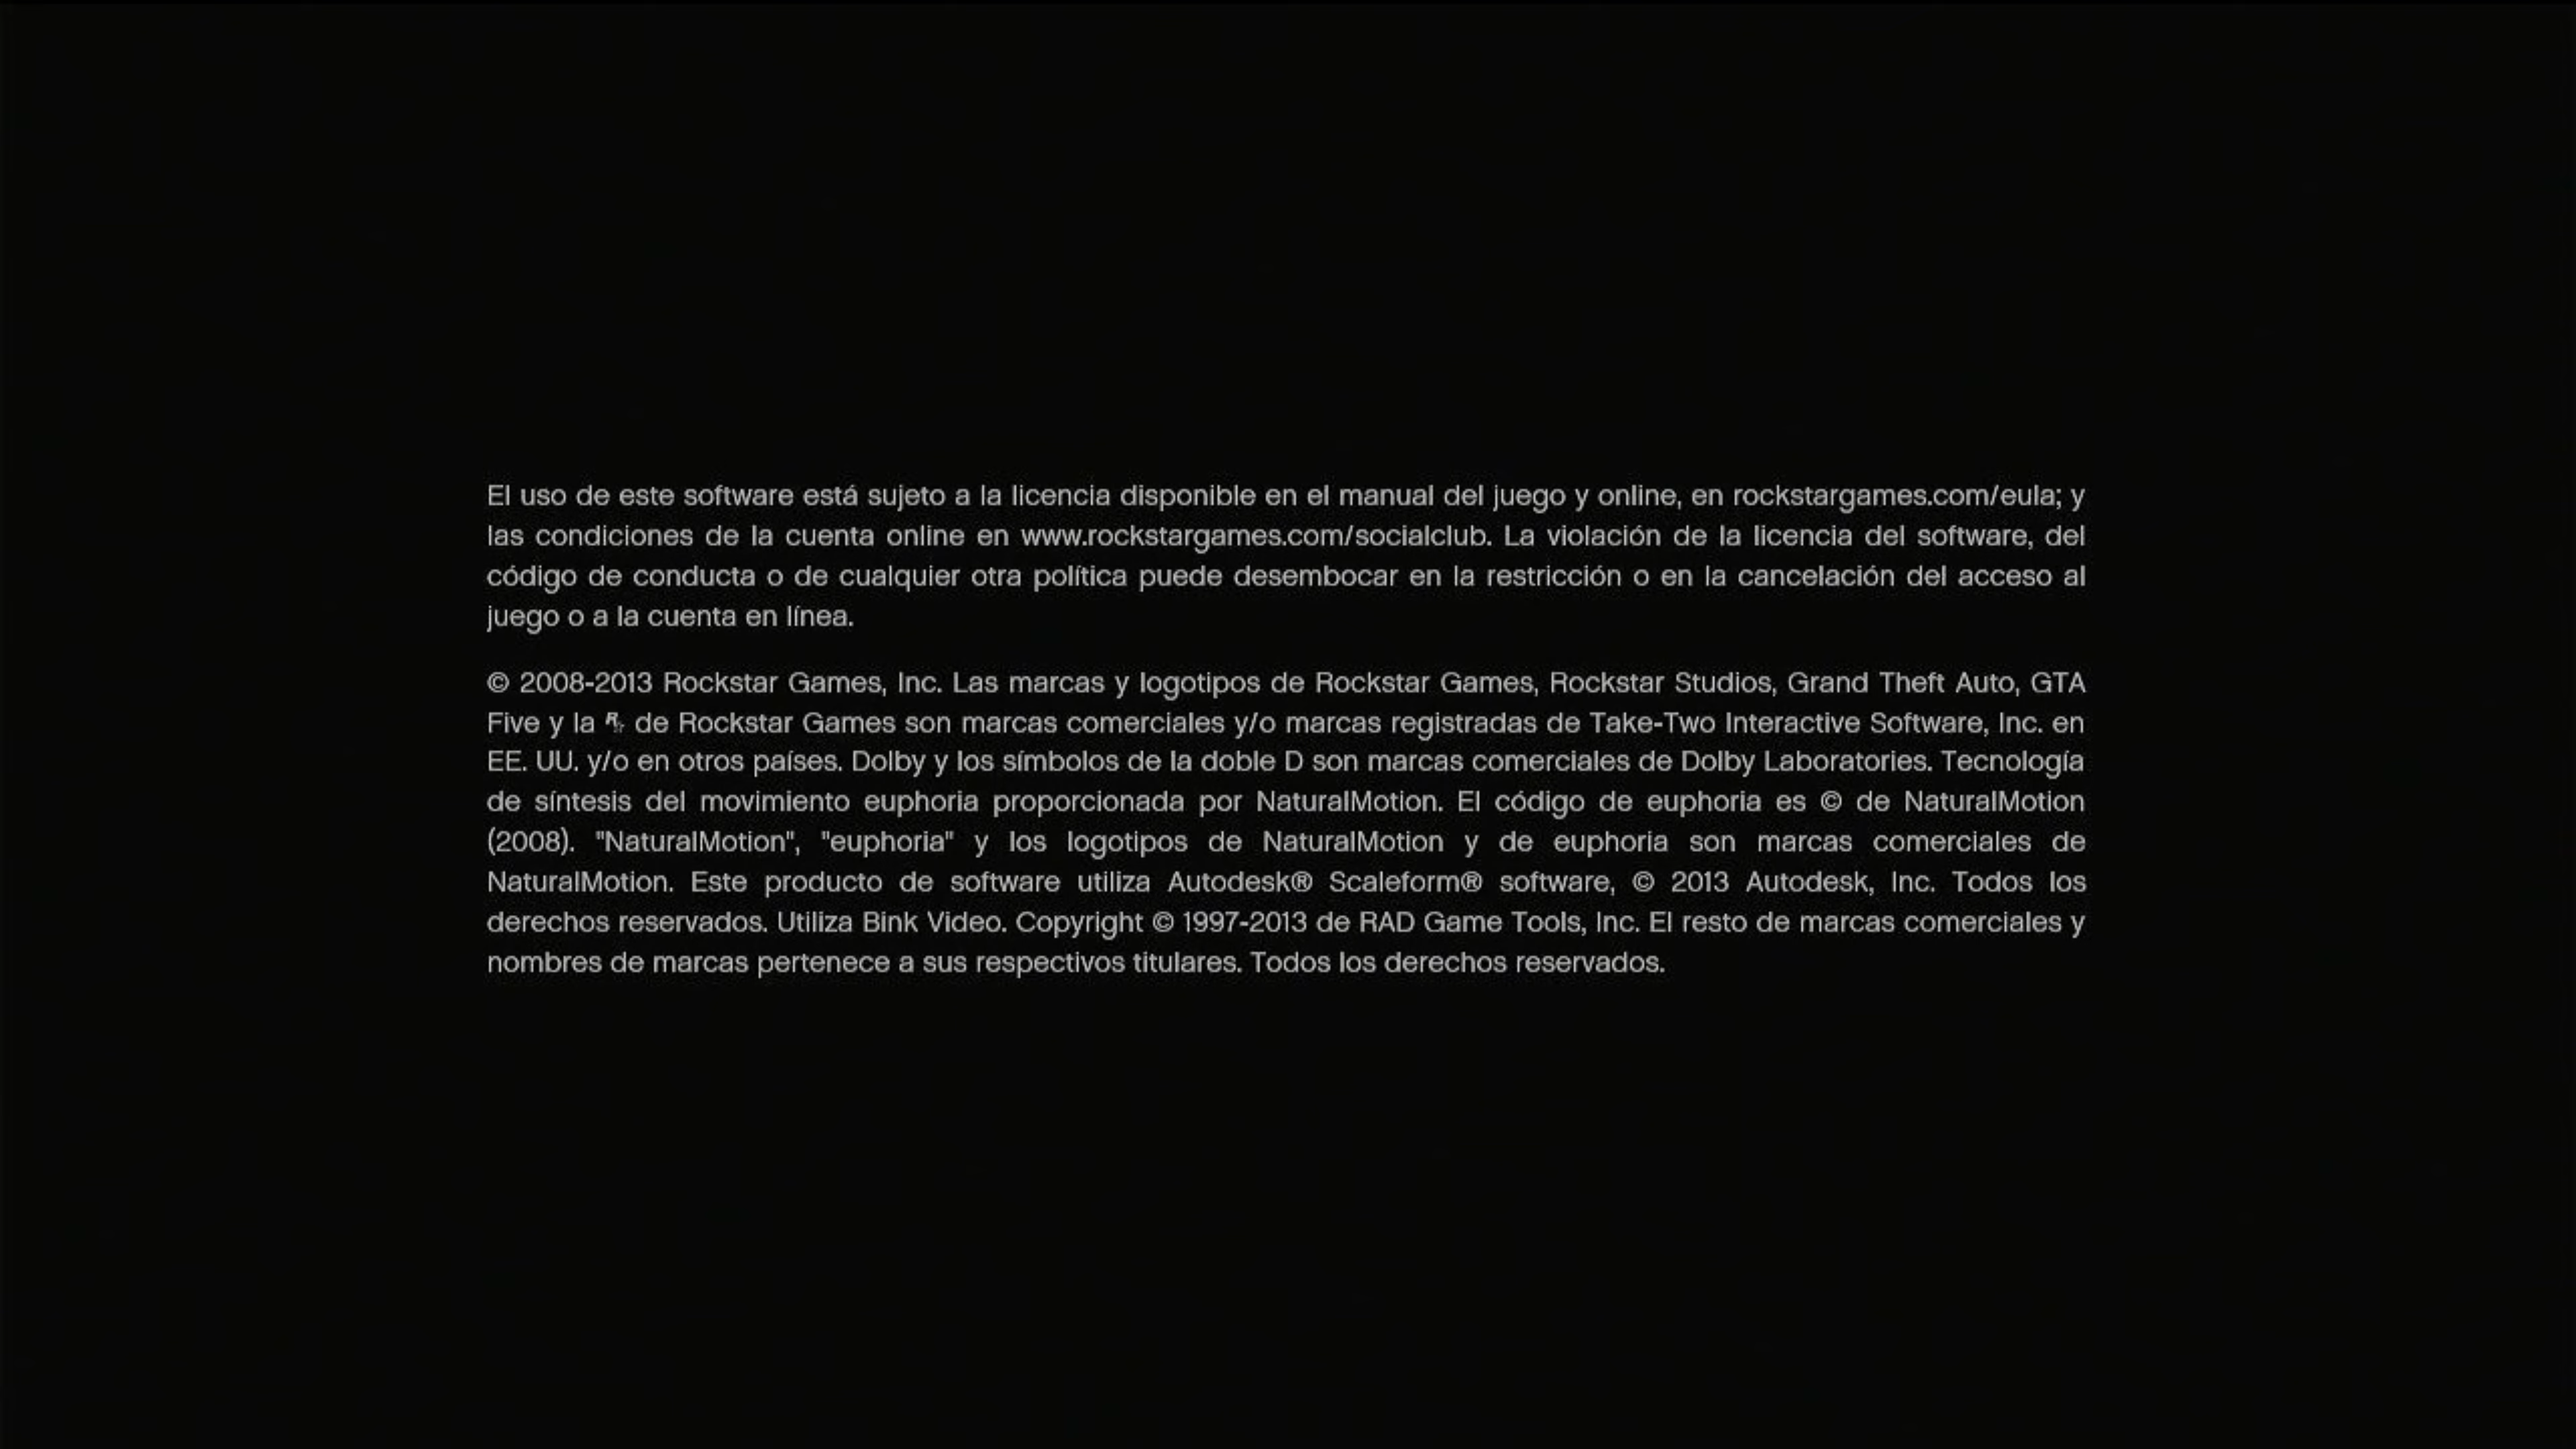 El uso de este software está sujeto a la licencia disponible en el manual del juego y online, en rockstargames.com/eula; y
las condiciones de la cuenta online en www.rockstargames.com/socialclub. La violación de la licencia del software, del
código de conducta o de cualquier otra política puede desembocar en la restricción o en la cancelación del acceso al
juego o a la cuenta en línea.
© 2008-2013 Rockstar Games, Inc. Las marcas y logotipos de Rockstar Games, Rockstar Studios, Grand Theft Auto, GTA
Five y la R de Rockstar Games son marcas comerciales y/o marcas registradas de Take-Two Interactive Software, Inc. en
EE. UU. y/o en otros países. Dolby y los símbolos de la doble D son marcas comerciales de Dolby Laboratories. Tecnología
de síntesis del movimiento euphoria proporcionada por NaturalMotion. El código de euphoria es © de NaturalMotion
(2008). "NaturalMotion", "euphoria" y los logotipos de NaturalMotion y de euphoria son marcas comerciales de
NaturalMotion. Este producto de software utiliza Autodesk® Scaleform® software, © 2013 Autodesk, Inc. Todos los
derechos reservados. Utiliza Bink Video. Copyright © 1997-2013 de RAD Game Tools, Inc. El resto de marcas comerciales y
nombres de marcas pertenece a sus respectivos titulares. Todos los derechos reservados.